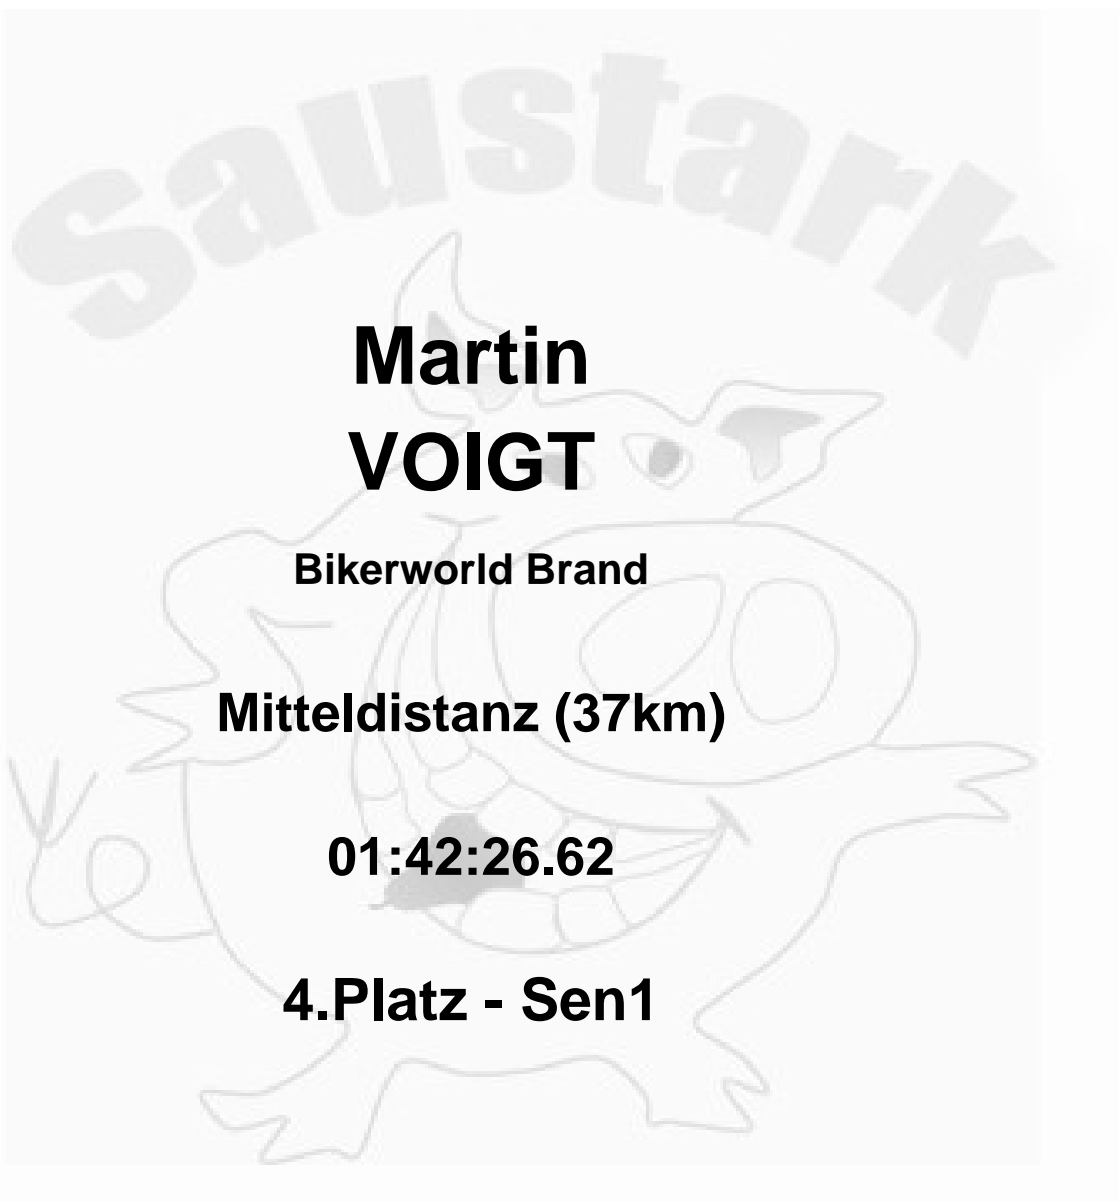 Saustark
Martin
VOIGT
Bikerworld Brand
Mitteldistanz (37km)
01:42:26.62
4.Platz - Sen1